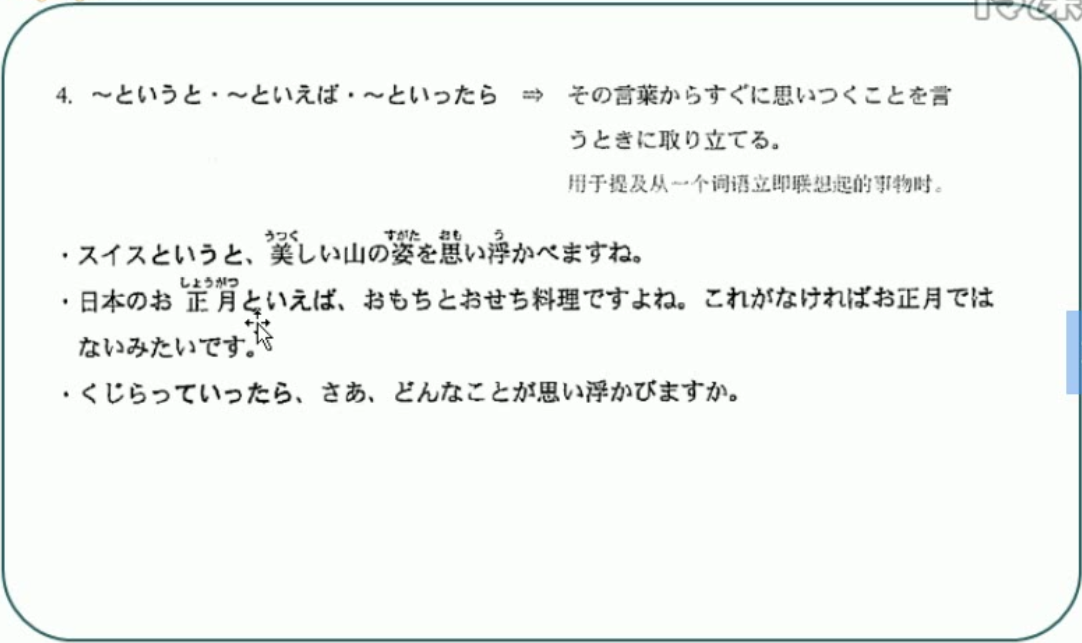 4. ～というと・～といえば・～といったら ⇒ その言葉からすぐに思いつくことを言
うときに取り立てる。
用于提及从一个词语立即联想起的事物时。
・スイスというと、美しい山の姿を思い浮かべますね。
・日本のお正月といえば、おもちとおせち料理ですよね。これがなければお正月では
ないみたいです。
・くじらっていったら、さあ、どんなことが思い浮かびますか。